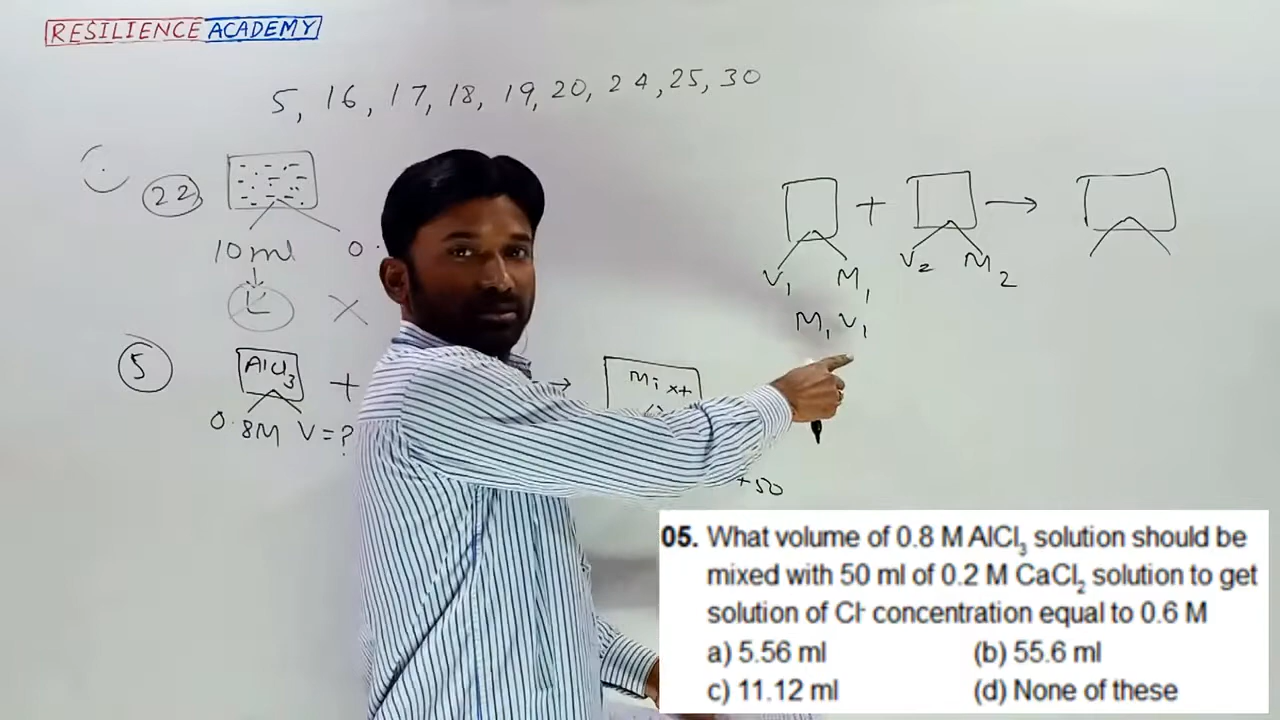 RESILIENCE ACADEMY
5, 16, 17, 18, 19, 20, 24, 25, 30
22
10 ml 0.
L
V₁ M₁ + V₂ M₂ →
M₁V₁
5 AlCl₃ + → Mixt
0.8M V=?
+50
05. What volume of 0.8 M AlCl₃ solution should be
mixed with 50 ml of 0.2 M CaCl₂ solution to get
solution of Cl⁻ concentration equal to 0.6 M
a) 5.56 ml (b) 55.6 ml
c) 11.12 ml (d) None of these